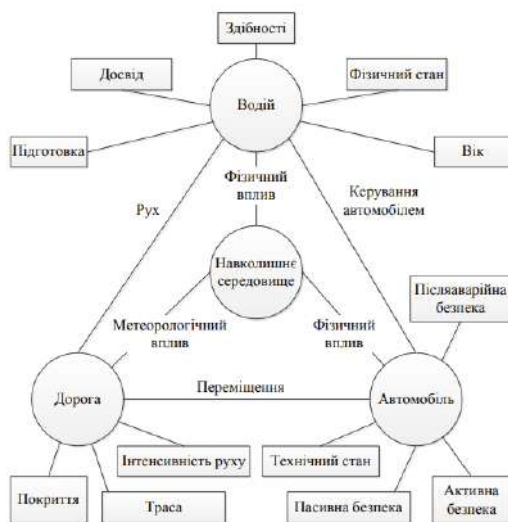 Здібності
Досвід
Фізичний стан
Водій
Підготовка
Вік
Фізичний
вплив
Рух
Керування
автомобілем
Навколишнє
середовище
Післяаварійна
безпека
Метеорологічний
вплив
Фізичний
вплив
Дорога
Переміщення
Автомобіль
Інтенсивність руху
Технічний стан
Покриття
Траса
Пасивна безпека
Активна
безпека